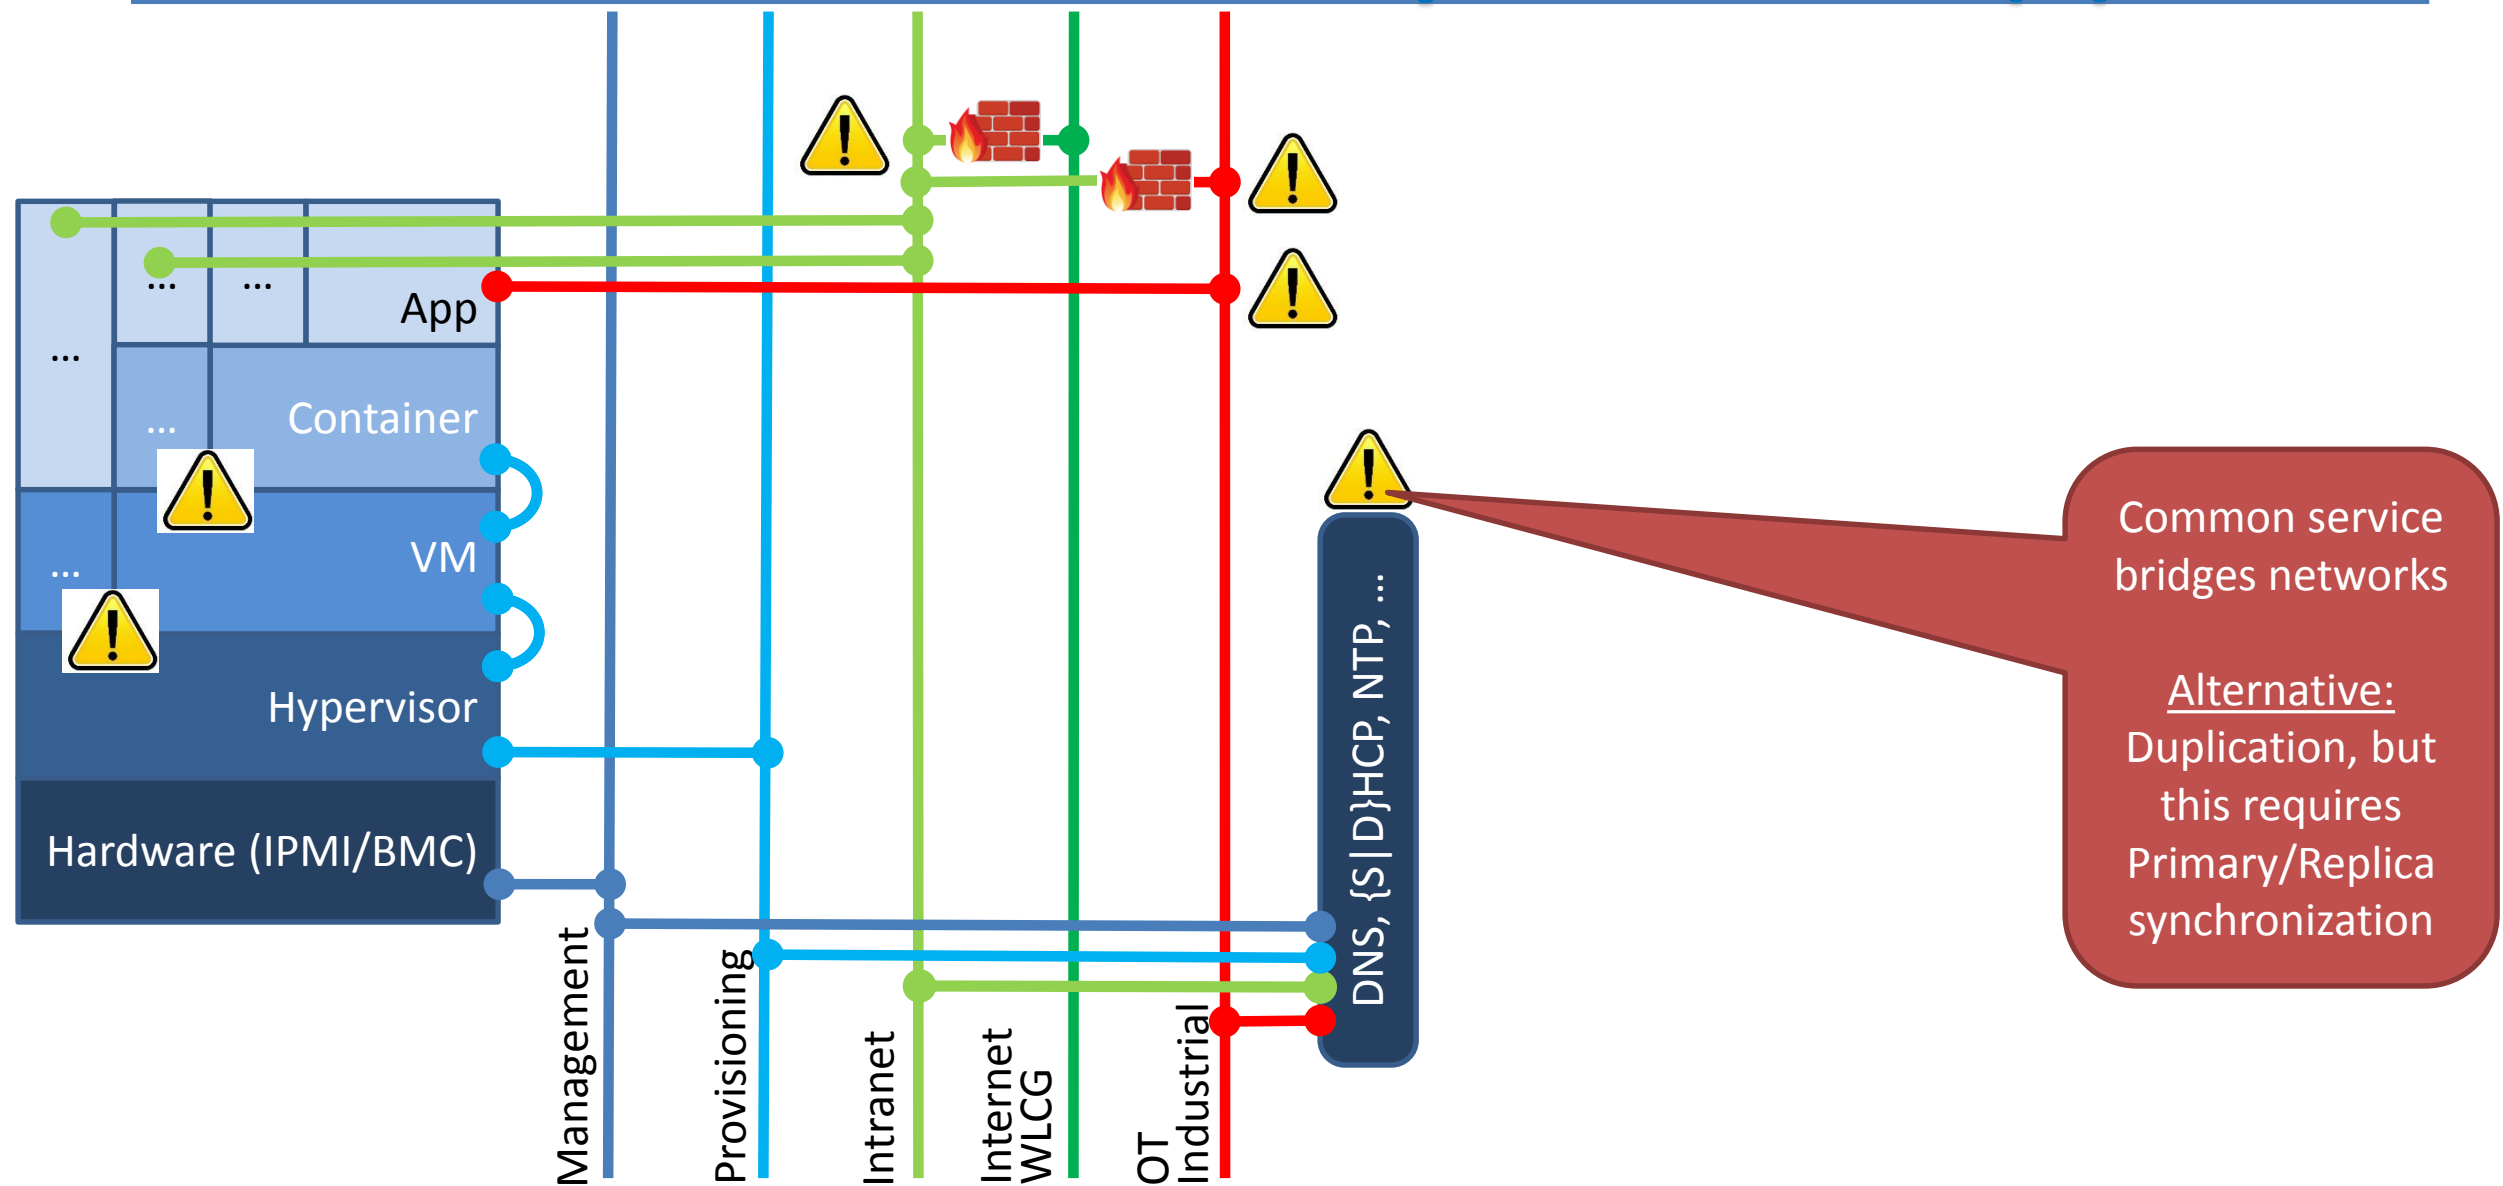 ...
...
App
...
Container
...
VM
...
Hypervisor
Hardware (IPMI/BMC)
Management
Provisioning
Intranet
Internet
WLCG
OT
Industrial
DNS, {S|D}HCP, NTP, ...
Common service
bridges networks
Alternative:
Duplication, but
this requires
Primary/Replica
synchronization